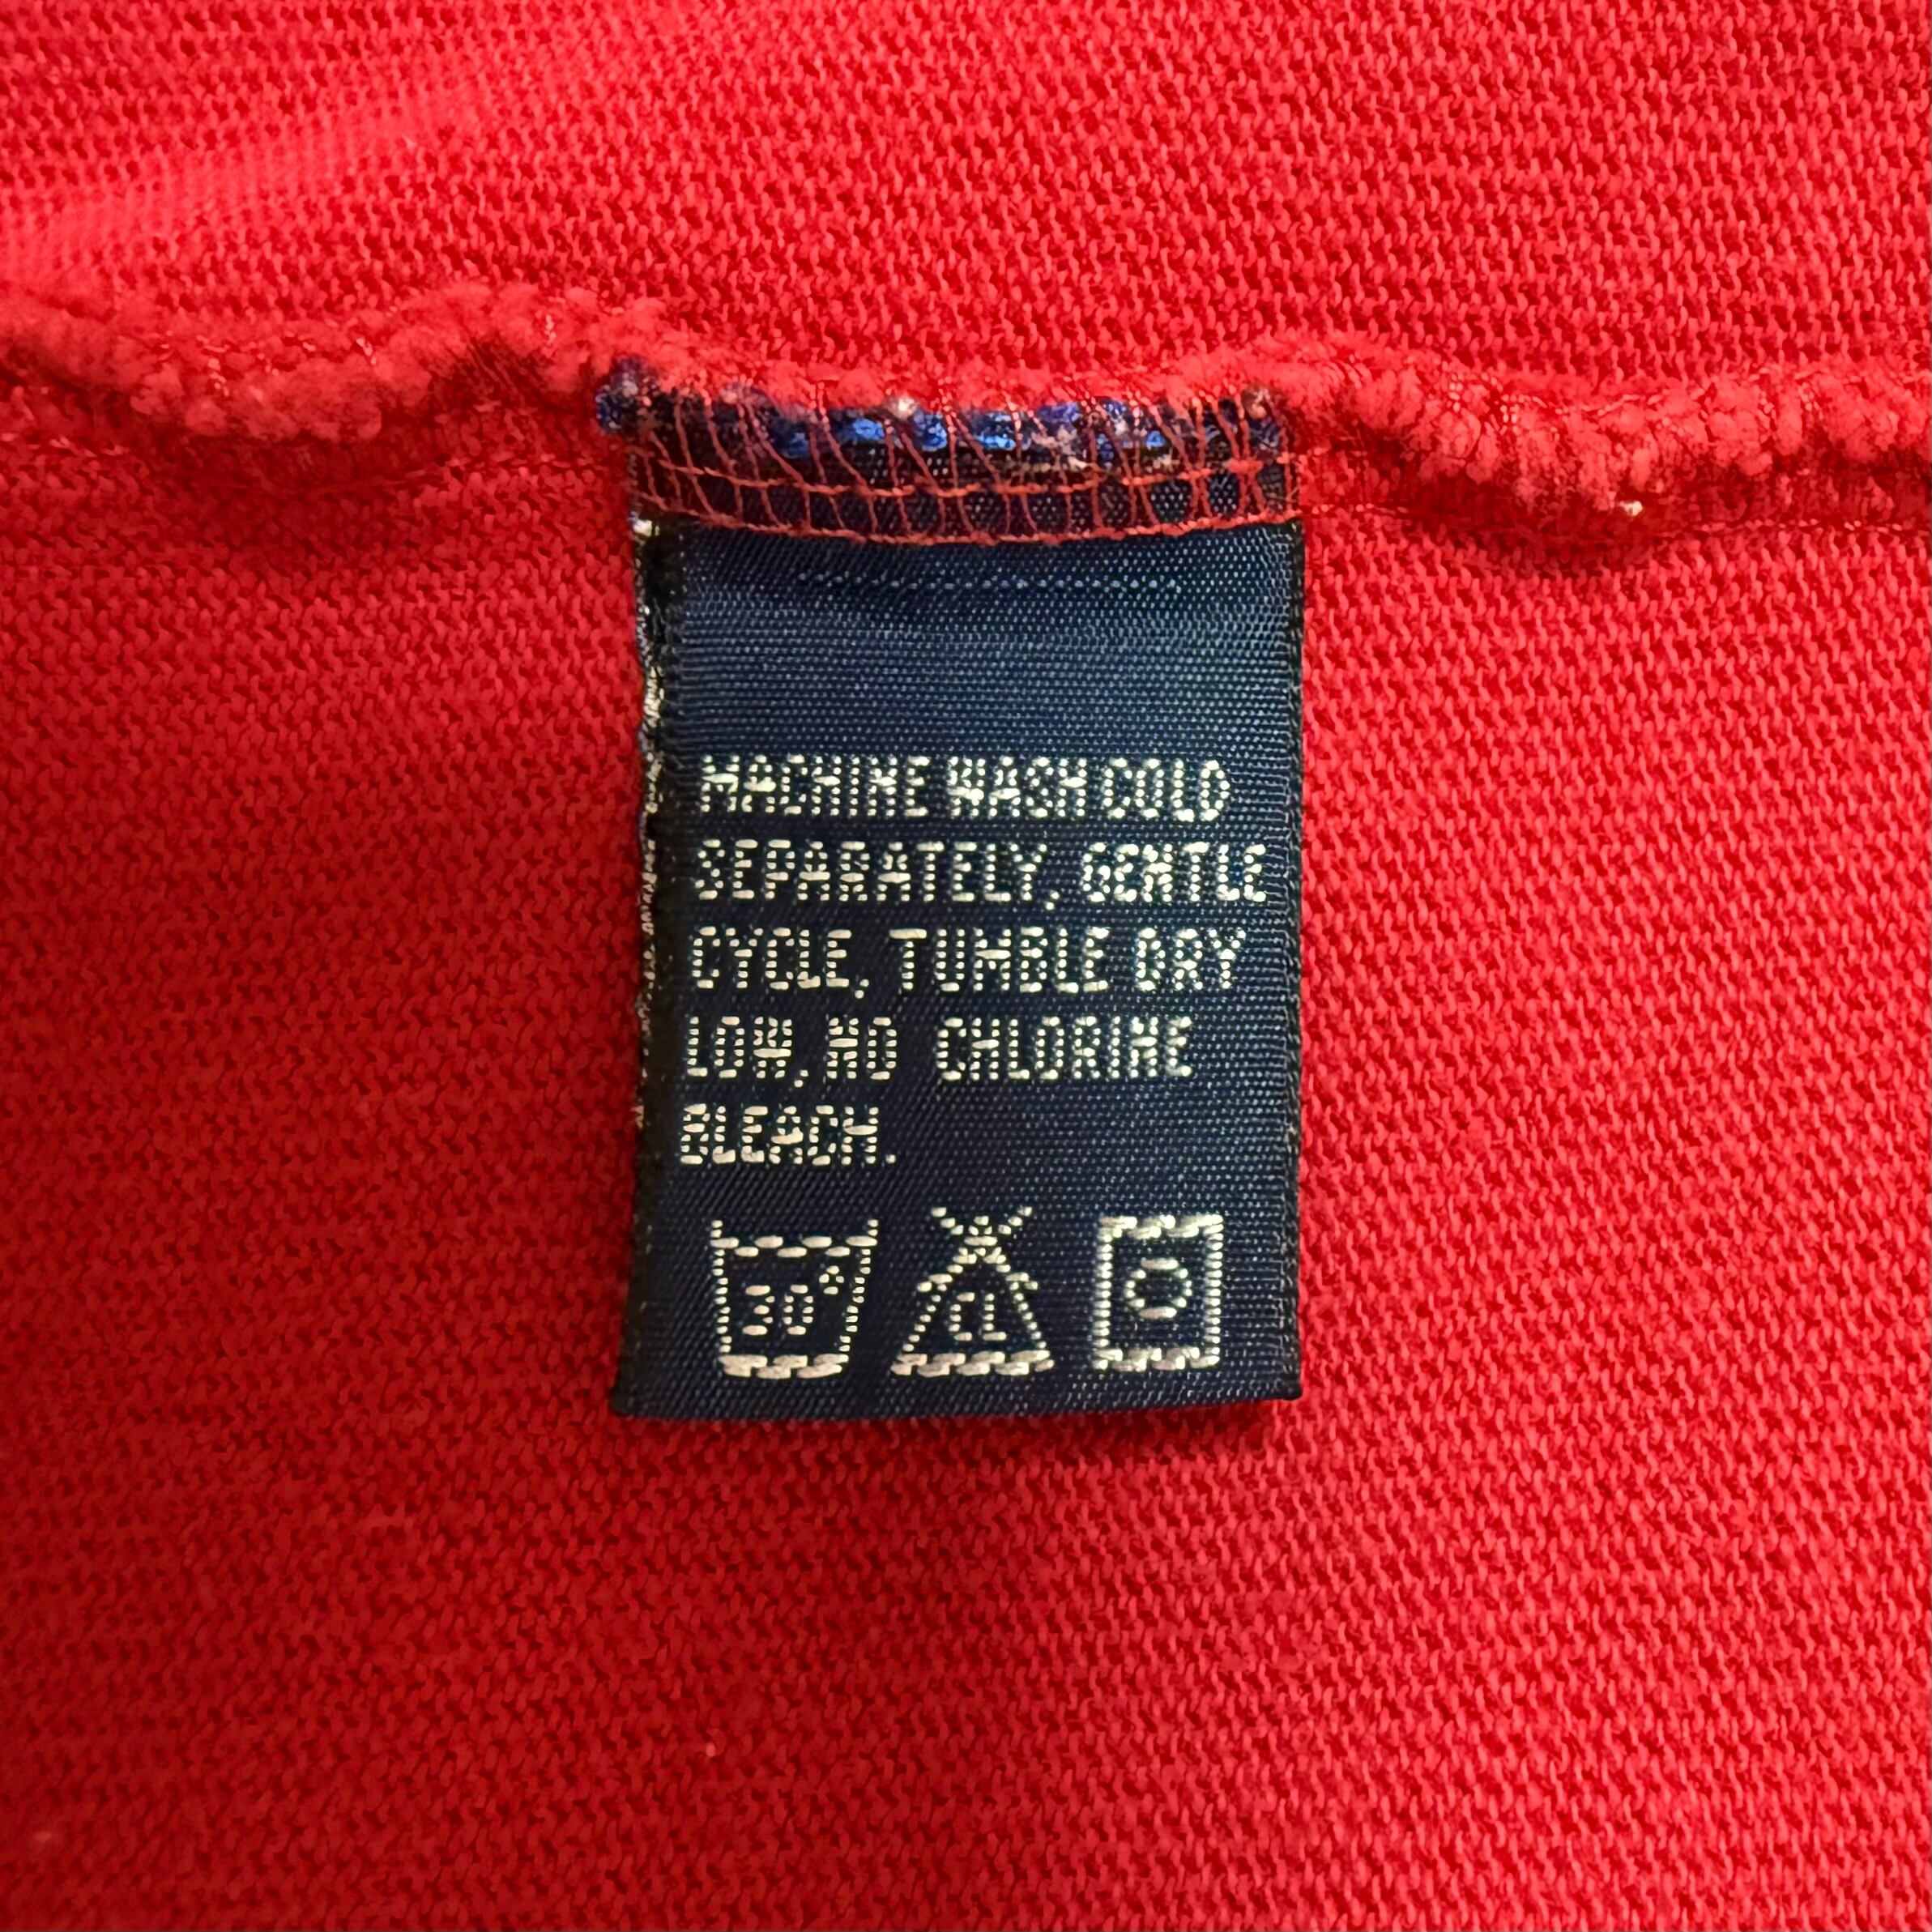 MACHINE WASH COLD
SEPARATELY, GENTLE
CYCLE, TUMBLE DRY
LOW, NO CHLORINE
BLEACH.
30° CL